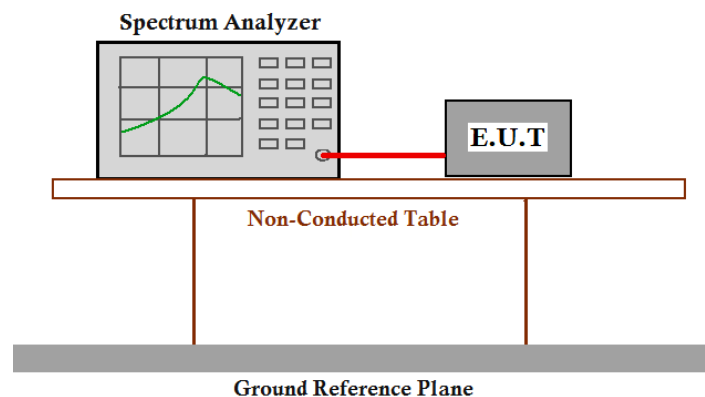 Spectrum Analyzer
E.U.T
Non-Conducted Table
Ground Reference Plane